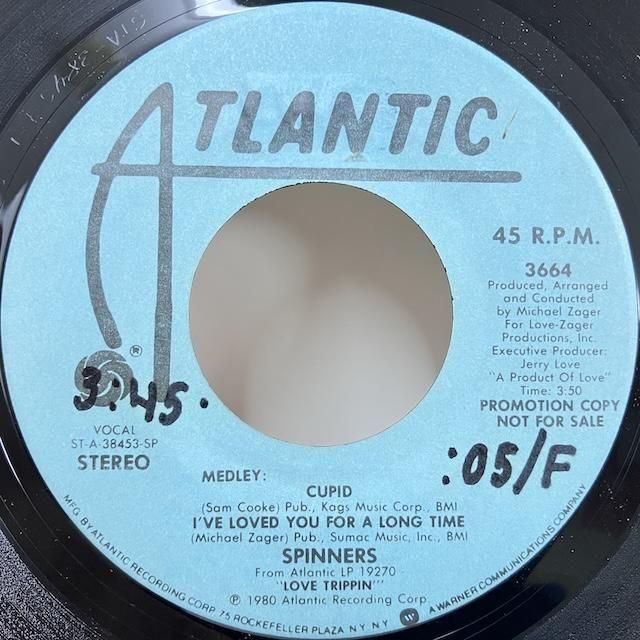 ATLANTIC
45 R.P.M.
3664
Produced, Arranged
and Conducted
by Michael Zager
For Love-Zager
Productions, Inc.
Executive Producer:
Jerry Love
"A Product Of Love"
Time: 3:50
PROMOTION COPY
NOT FOR SALE
®
3:45.
VOCAL
ST-A-38453-SP
STEREO
:05/F
MEDLEY:
CUPID
(Sam Cooke) Pub., Kags Music Corp., BMI
I'VE LOVED YOU FOR A LONG TIME
(Michael Zager) Pub., Sumac Music, Inc., BMI
SPINNERS
From Atlantic LP 19270
"LOVE TRIPPIN'"
℗ 1980 Atlantic Recording Corp.
MFG BY ATLANTIC RECORDING CORP. 75 ROCKEFELLER PLAZA N.Y. N.Y. A WARNER COMMUNICATIONS COMPANY